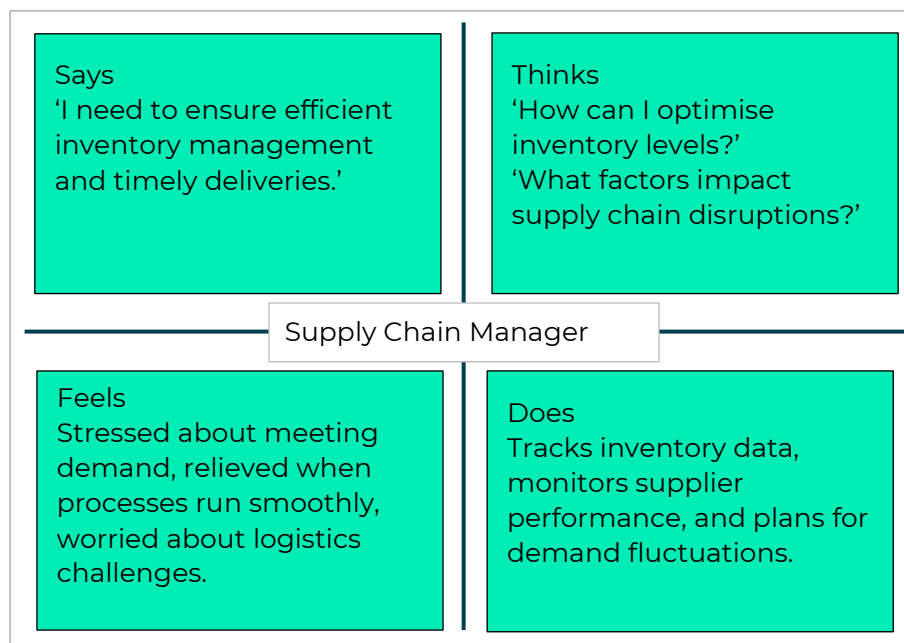 Says
‘I need to ensure efficient
inventory management
and timely deliveries.’
Thinks
‘How can I optimise
inventory levels?’
‘What factors impact
supply chain disruptions?’
Supply Chain Manager
Feels
Stressed about meeting
demand, relieved when
processes run smoothly,
worried about logistics
challenges.
Does
Tracks inventory data,
monitors supplier
performance, and plans for
demand fluctuations.